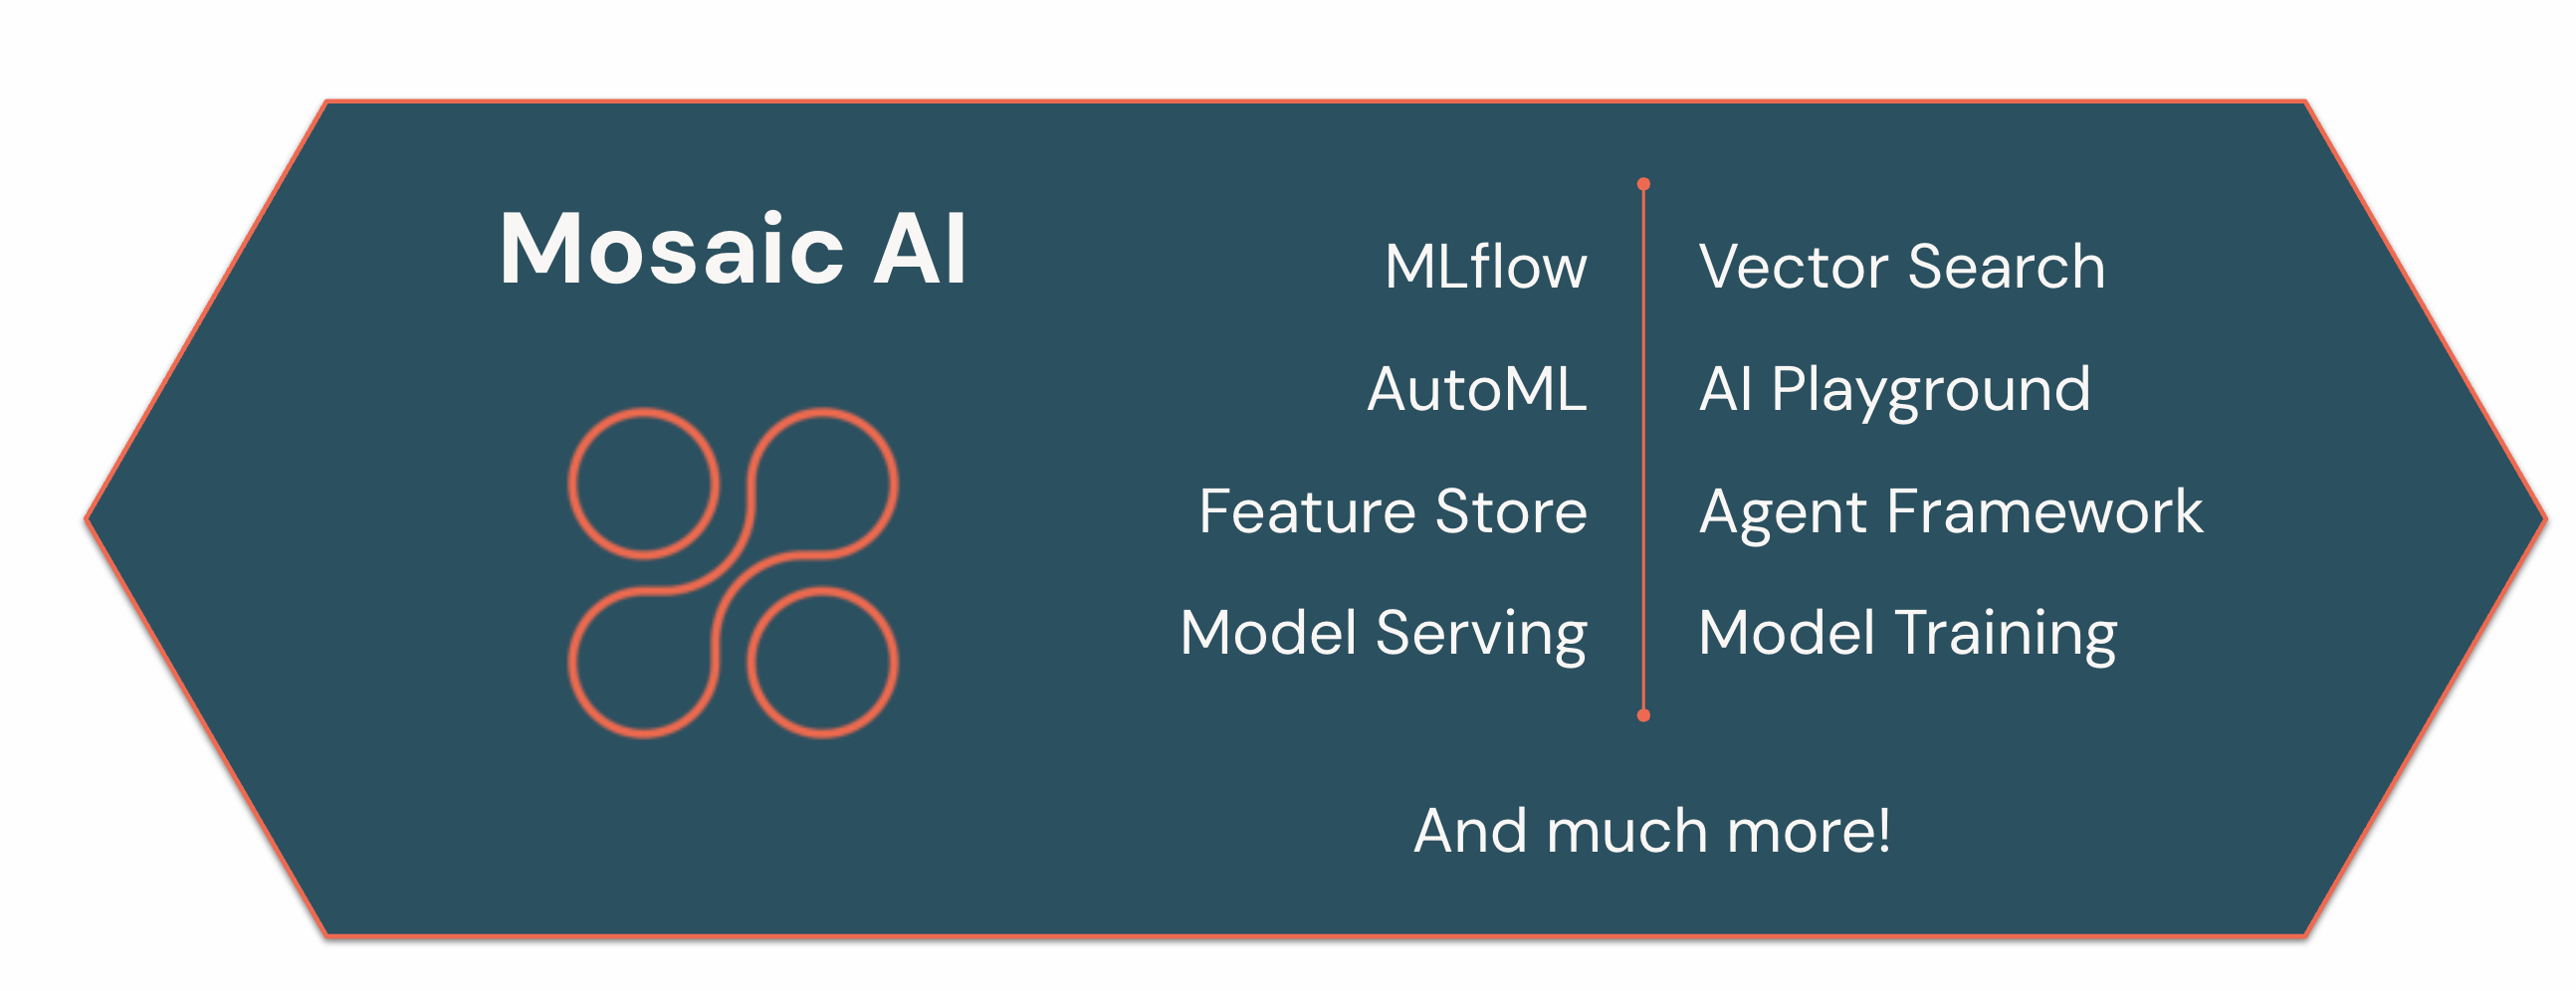 Mosaic AI
MLflow
AutoML
Feature Store
Model Serving
Vector Search
AI Playground
Agent Framework
Model Training
And much more!